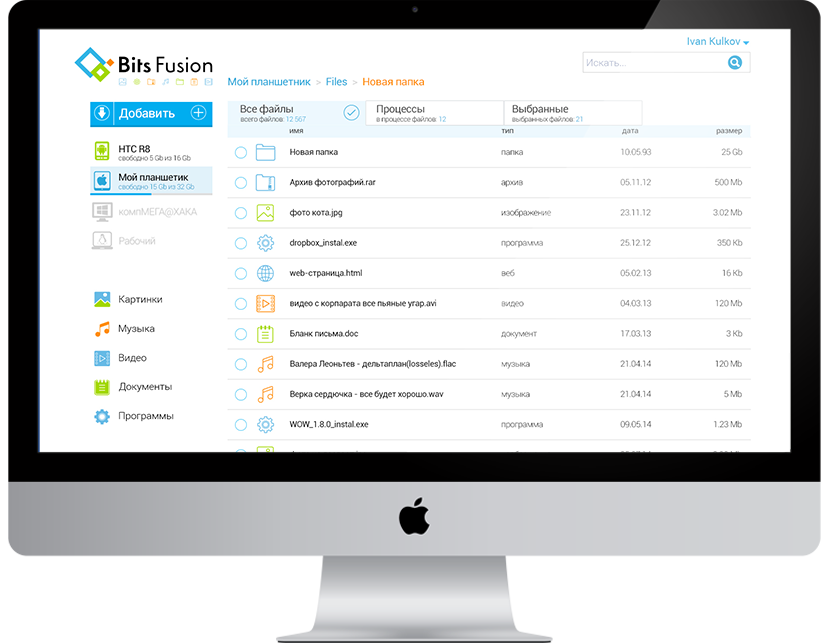 Ivan Kulkov
Bits Fusion
Искать...
Мой планшетник > Files > Новая папка
Добавить
Все файлы
всего файлов: 12 567
Процессы
в процессе файлов: 12
Выбранные
выбранных файлов: 21
имя тип дата размер
HTC R8
свободно 5 Gb из 16 Gb
Мой планшетик
свободно 15 Gb из 32 Gb
компМЕГА@ХАКА
Рабочий
Картинки
Музыка
Видео
Документы
Программы
Новая папка папка 10.05.93 25 Gb
Архив фотографий.rar архив 05.11.12 500 Mb
фото кота.jpg изображение 23.11.12 3.02 Mb
dropbox_instal.exe программа 25.12.12 350 Kb
web-страница.html веб 05.02.13 16 Kb
видео с корпарата все пьяные угар.avi видео 04.03.13 120 Mb
Бланк письма.doc документ 17.03.13 3 Kb
Валера Леоньтев - дельтаплан(losseles).flac музыка 21.04.14 120 Mb
Верка сердючка - все будет хорошо.wav музыка 21.04.14 5 Mb
WOW_1.8.0_instal.exe программа 09.05.14 1.23 Mb